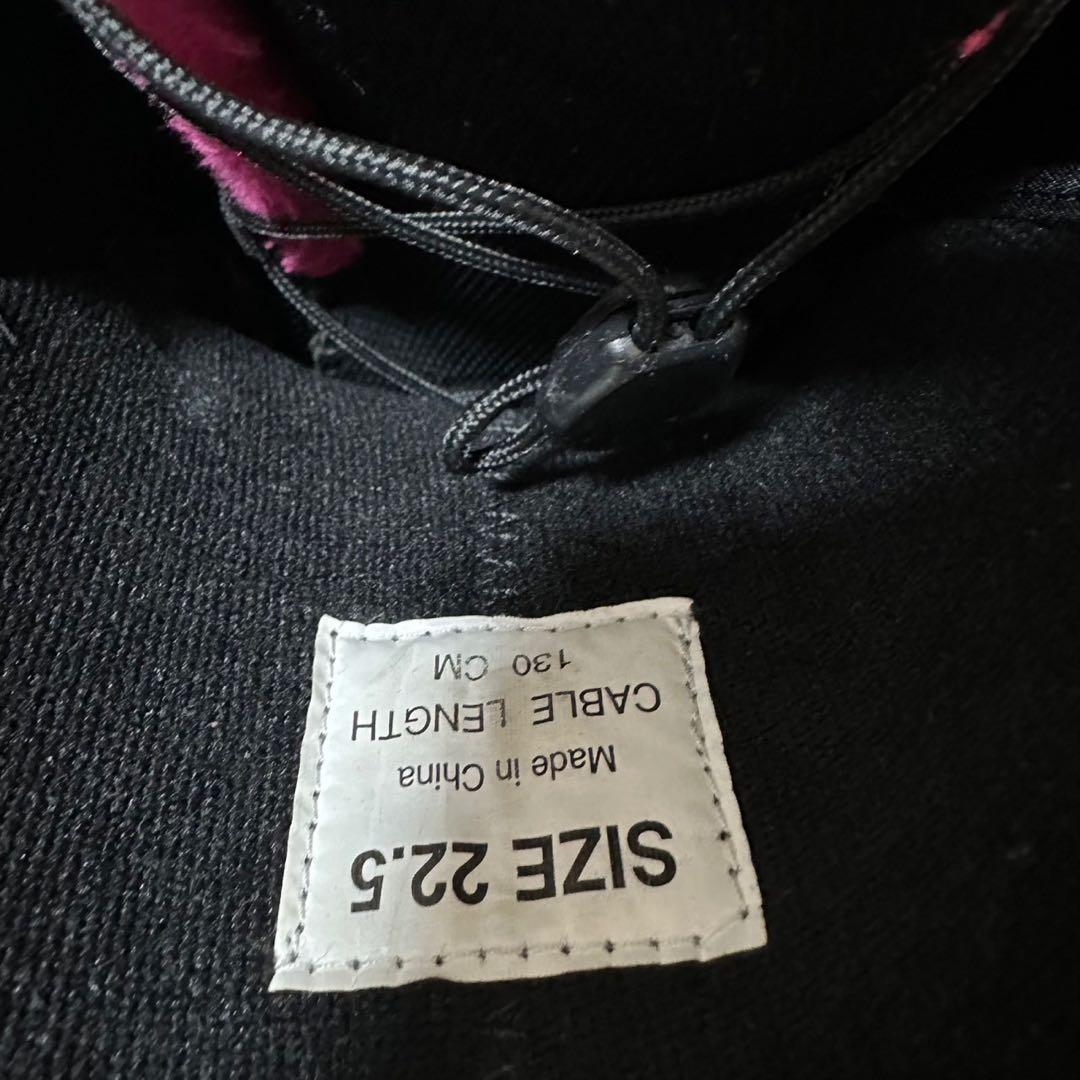 SIZE 22.5
Made in China
CABLE LENGTH
130 CM